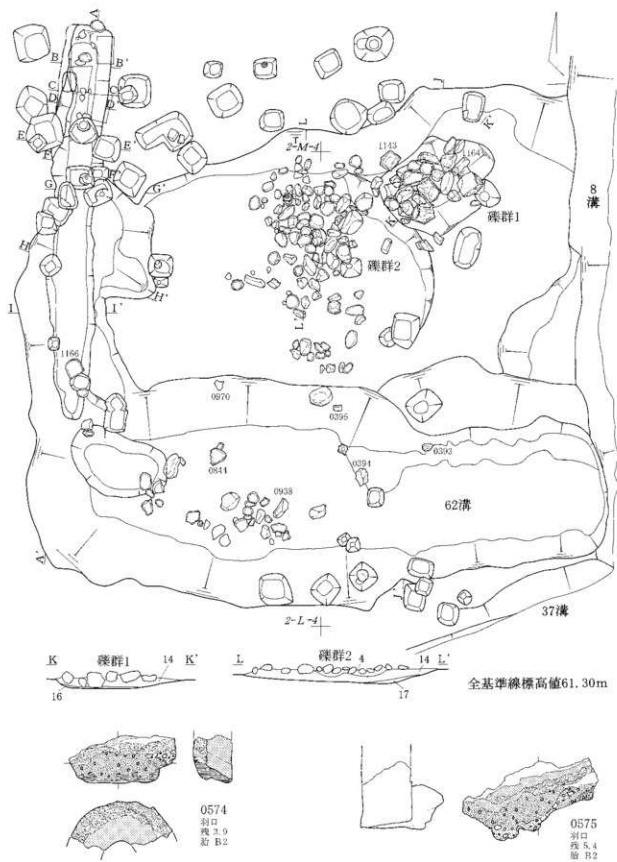 A
B
B'
C
D
D'
E
E'
F
F'
G
G'
H
H'
I
I'
J
L
2-M-4
K'
1143
1164
K
礫群1
礫群2
L'
8溝
1166
0970
0395
0844
0394
0393
0938
62溝
A'
J'
2-L-4
37溝
K 礫群1 14 K'
16
L 礫群2 4 14 L'
17
全基準線標高値61.30m
0574
羽口
残 3.9
胎 B2
0575
羽口
残 5.4
胎 B2